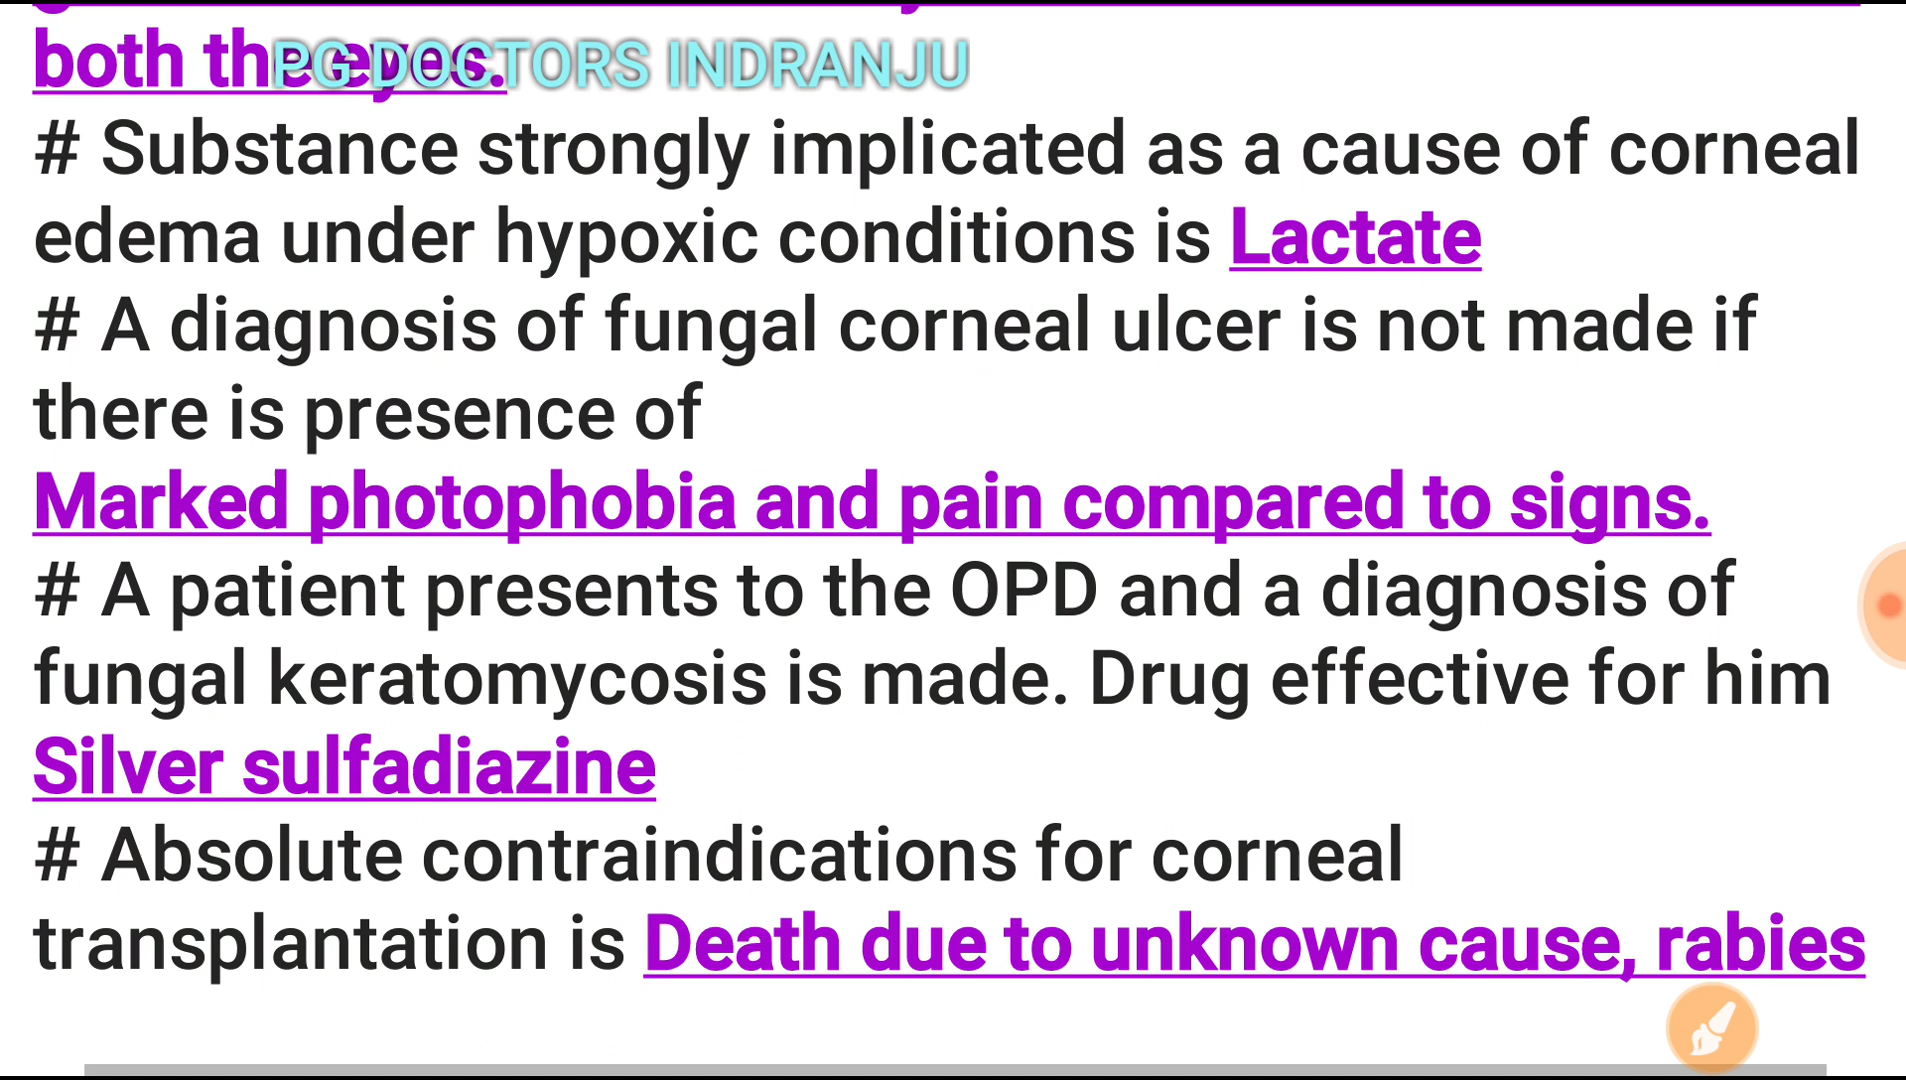 both the eyes.
PG DOCTORS INDRANJU
# Substance strongly implicated as a cause of corneal
edema under hypoxic conditions is Lactate
# A diagnosis of fungal corneal ulcer is not made if
there is presence of
Marked photophobia and pain compared to signs.
# A patient presents to the OPD and a diagnosis of
fungal keratomycosis is made. Drug effective for him
Silver sulfadiazine
# Absolute contraindications for corneal
transplantation is Death due to unknown cause, rabies